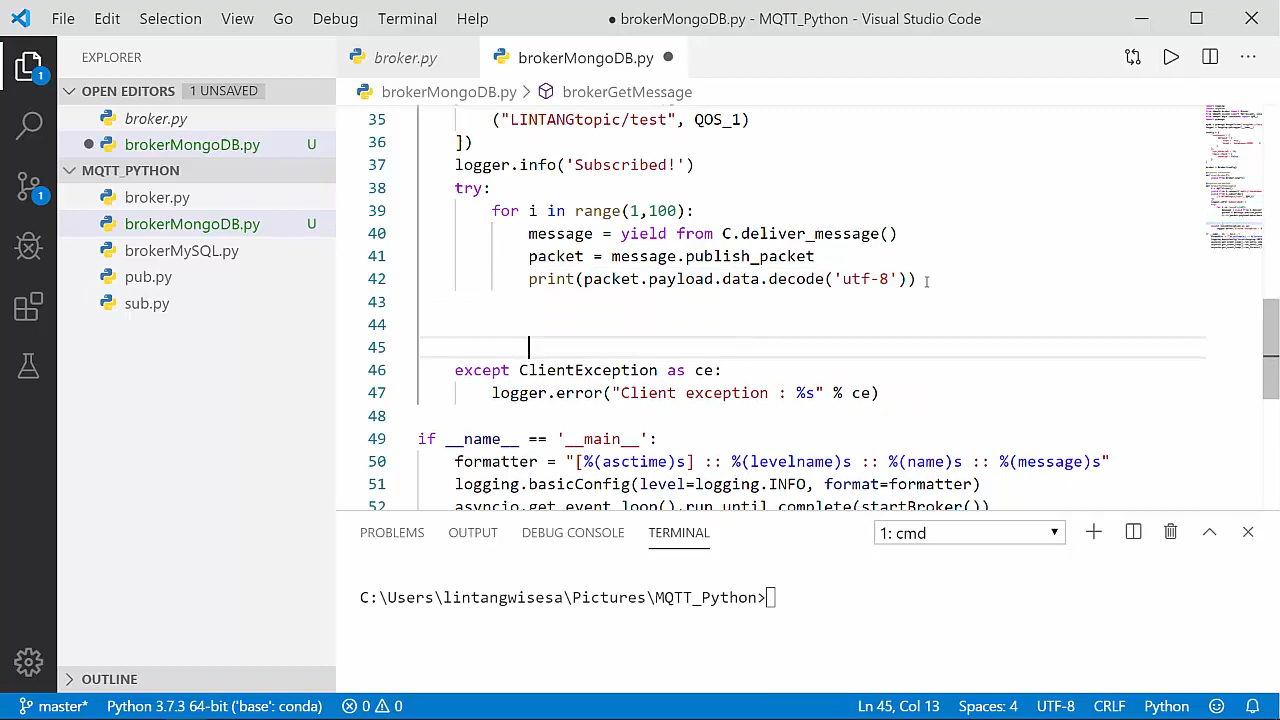 File Edit Selection View Go Debug Terminal Help
● brokerMongoDB.py - MQTT_Python - Visual Studio Code
EXPLORER
broker.py
brokerMongoDB.py ●
OPEN EDITORS 1 UNSAVED
brokerMongoDB.py > brokerGetMessage
broker.py
brokerMongoDB.py U
MQTT_PYTHON
broker.py
brokerMongoDB.py U
brokerMySQL.py
pub.py
sub.py
OUTLINE
1
1
35 ("LINTANGtopic/test", QOS_1)
36 ])
37 logger.info('Subscribed!')
38 try:
39 for i in range(1,100):
40 message = yield from C.deliver_message()
41 packet = message.publish_packet
42 print(packet.payload.data.decode('utf-8'))
43
44
45
46 except ClientException as ce:
47 logger.error("Client exception : %s" % ce)
48
49 if __name__ == '__main__':
50 formatter = "[%(asctime)s] :: %(levelname)s :: %(name)s :: %(message)s"
51 logging.basicConfig(level=logging.INFO, format=formatter)
52 asyncio.get_event_loop().run_until_complete(startBroker())
PROBLEMS OUTPUT DEBUG CONSOLE TERMINAL 1: cmd
C:\Users\lintangwisesa\Pictures\MQTT_Python>
master* Python 3.7.3 64-bit ('base': conda) 0 0 Ln 45, Col 13 Spaces: 4 UTF-8 CRLF Python